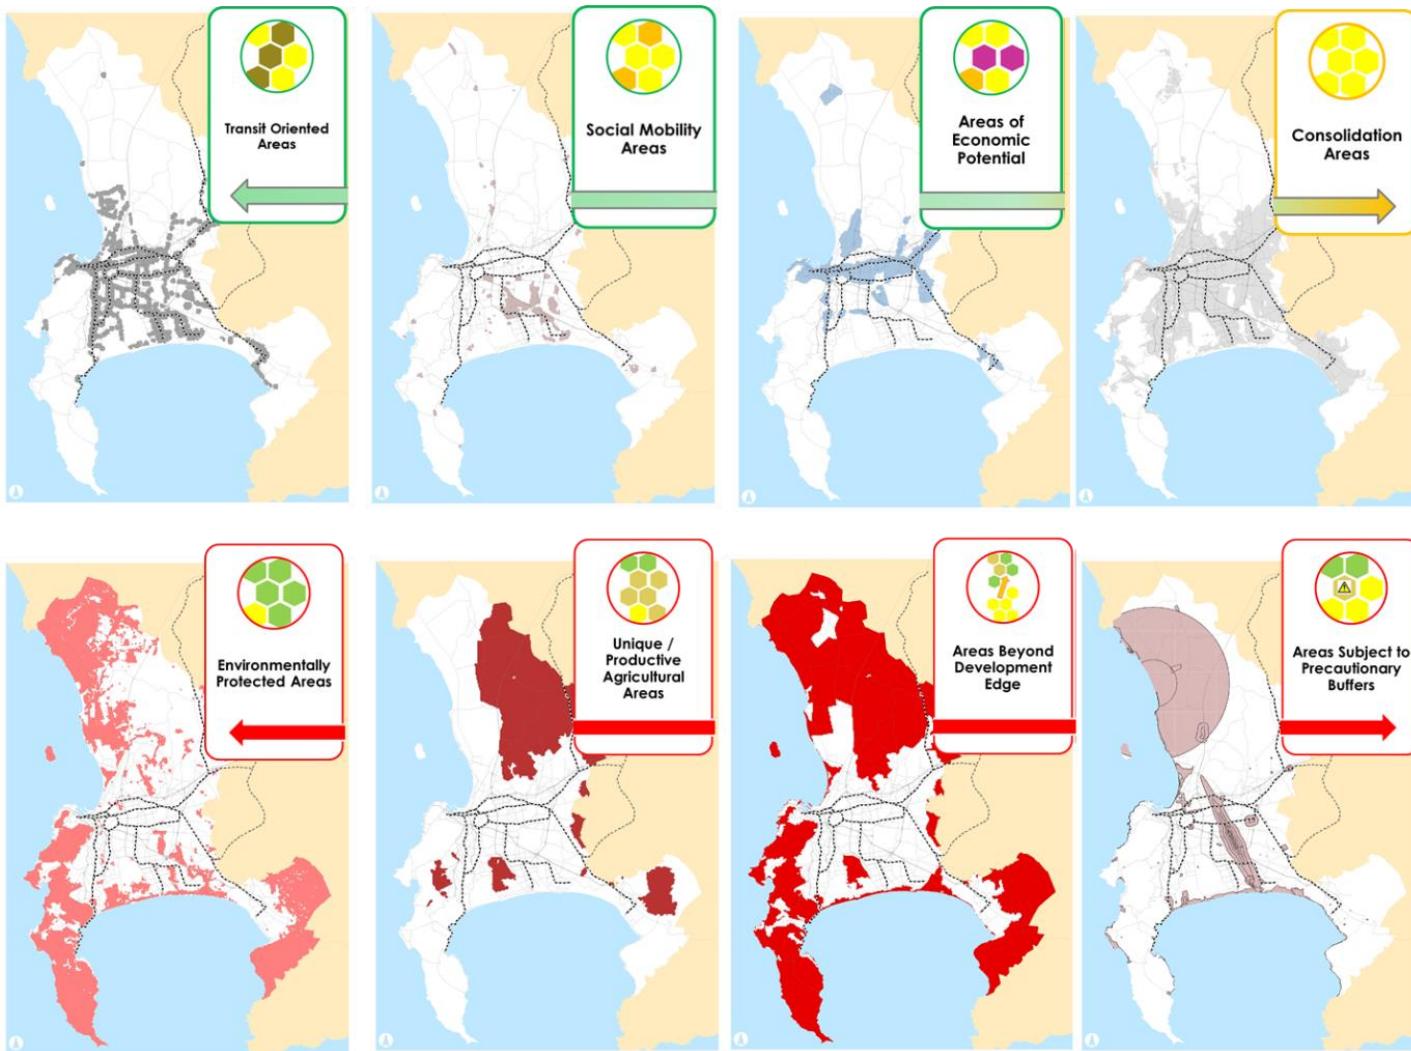 Transit Oriented
Areas
Social Mobility
Areas
Areas of
Economic
Potential
Consolidation
Areas
Environmentally
Protected Areas
Unique /
Productive
Agricultural
Areas
Areas Beyond
Development
Edge
Areas Subject to
Precautionary
Buffers